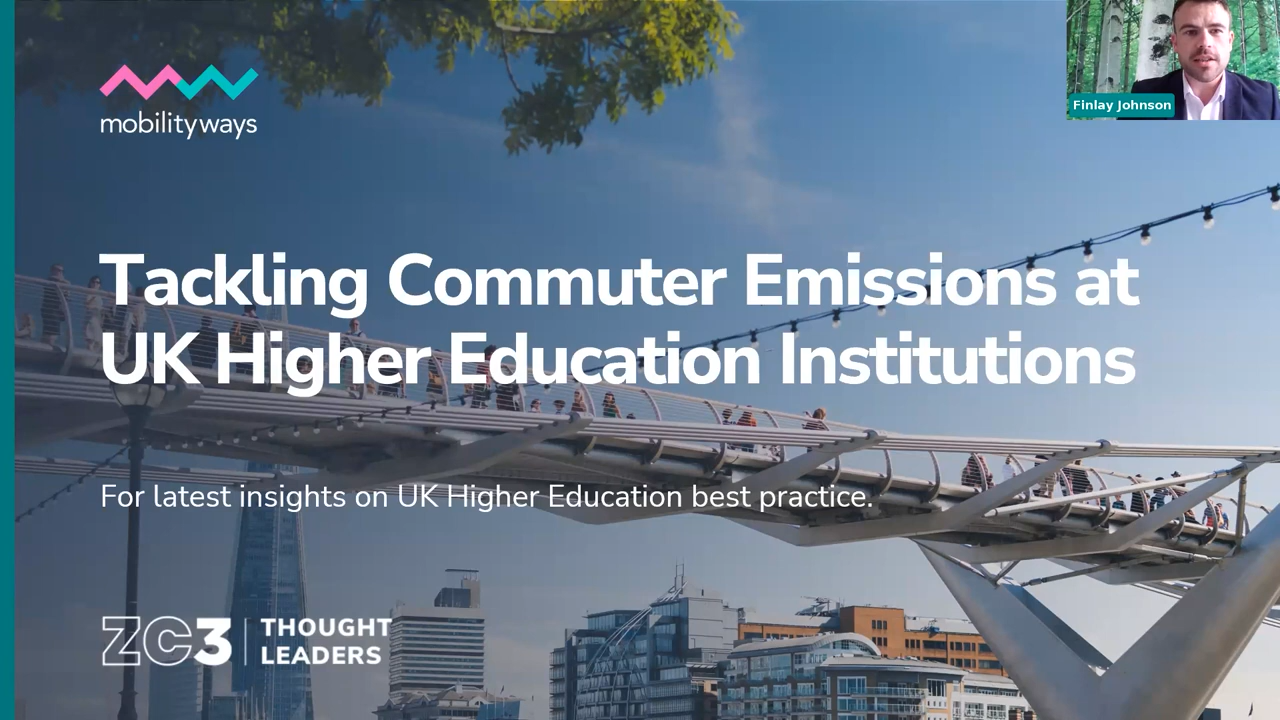 mobilityways
Finlay Johnson
Tackling Commuter Emissions at
UK Higher Education Institutions
For latest insights on UK Higher Education best practice.
ZC3 | THOUGHT
LEADERS